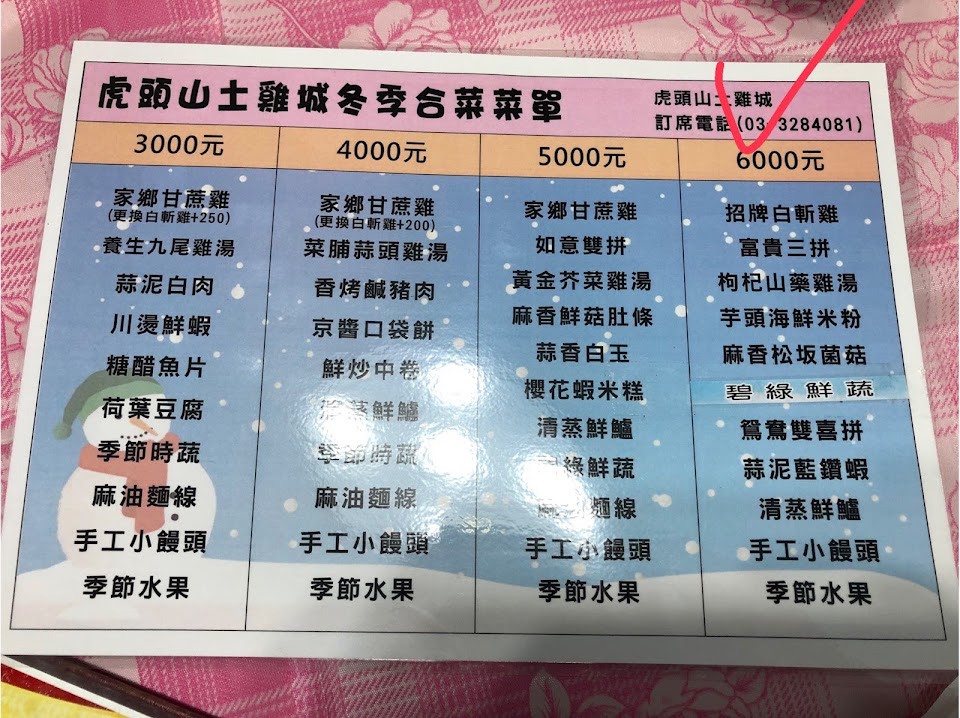 虎頭山土雞城冬季合菜菜單
虎頭山土雞城
訂席電話(03-3284081)
3000元
家鄉甘蔗雞
(更換白斬雞+250)
養生九尾雞湯
蒜泥白肉
川燙鮮蝦
糖醋魚片
荷葉豆腐
季節時蔬
麻油麵線
手工小饅頭
季節水果
4000元
家鄉甘蔗雞
(更換白斬雞+200)
菜脯蒜頭雞湯
香烤鹹豬肉
京醬口袋餅
鮮炒中卷
蒸鮮鱸
季節時蔬
麻油麵線
手工小饅頭
季節水果
5000元
家鄉甘蔗雞
如意雙拼
黃金芥菜雞湯
麻香鮮菇肚條
蒜香白玉
櫻花蝦米糕
清蒸鮮鱸
綠鮮蔬
麵線
手工小饅頭
季節水果
6000元
招牌白斬雞
富貴三拼
枸杞山藥雞湯
芋頭海鮮米粉
麻香松坂菌菇
碧綠鮮蔬
鴛鴦雙喜拼
蒜泥藍鑽蝦
清蒸鮮鱸
手工小饅頭
季節水果